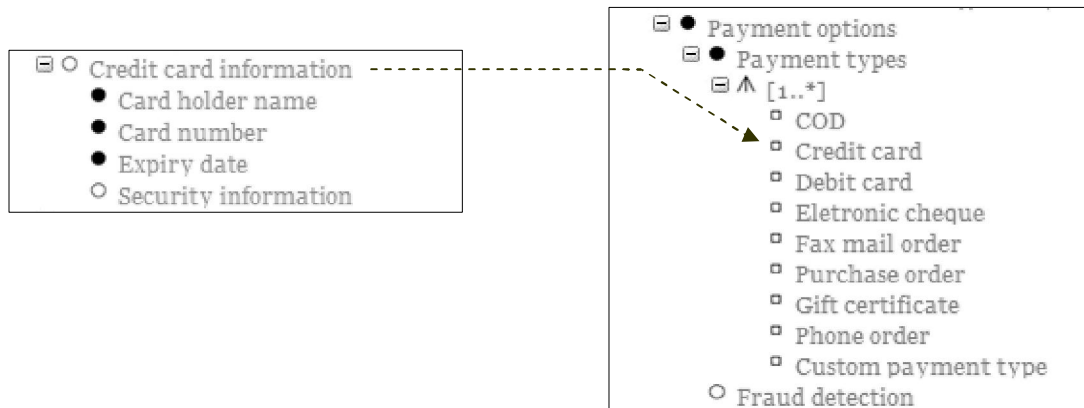 Credit card information
Card holder name
Card number
Expiry date
Security information
Payment options
Payment types
[1..*]
COD
Credit card
Debit card
Eletronic cheque
Fax mail order
Purchase order
Gift certificate
Phone order
Custom payment type
Fraud detection